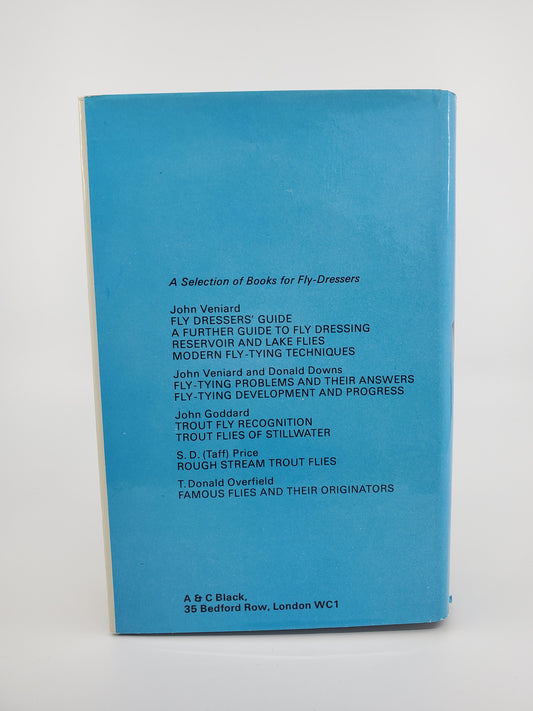 A Selection of Books for Fly-Dressers
John Veniard
FLY DRESSERS' GUIDE
A FURTHER GUIDE TO FLY DRESSING
RESERVOIR AND LAKE FLIES
MODERN FLY-TYING TECHNIQUES
John Veniard and Donald Downs
FLY-TYING PROBLEMS AND THEIR ANSWERS
FLY-TYING DEVELOPMENT AND PROGRESS
John Goddard
TROUT FLY RECOGNITION
TROUT FLIES OF STILLWATER
S. D. (Taff) Price
ROUGH STREAM TROUT FLIES
T. Donald Overfield
FAMOUS FLIES AND THEIR ORIGINATORS
A & C Black,
35 Bedford Row, London WC1